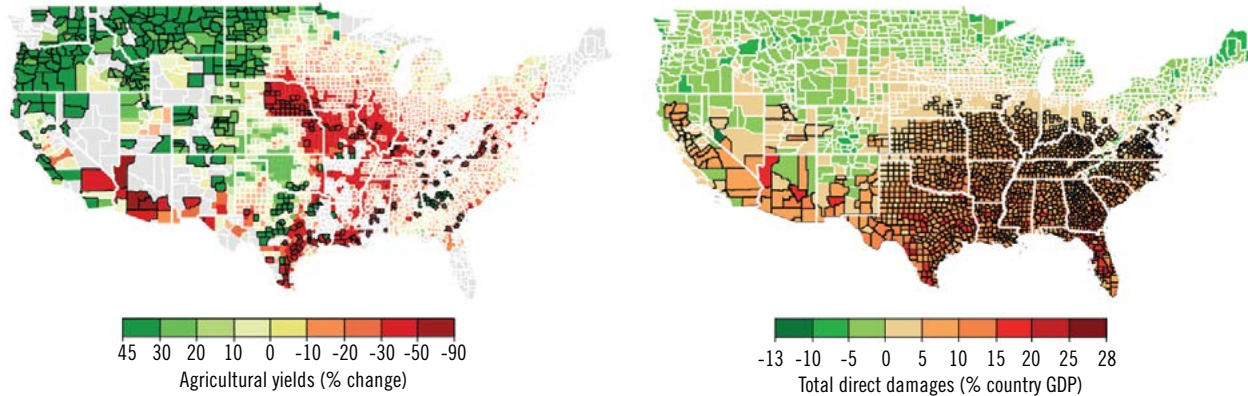 45 30 20 10 0 -10 -20 -30 -50 -90
Agricultural yields (% change)
-13 -10 -5 0 5 10 15 20 25 28
Total direct damages (% country GDP)